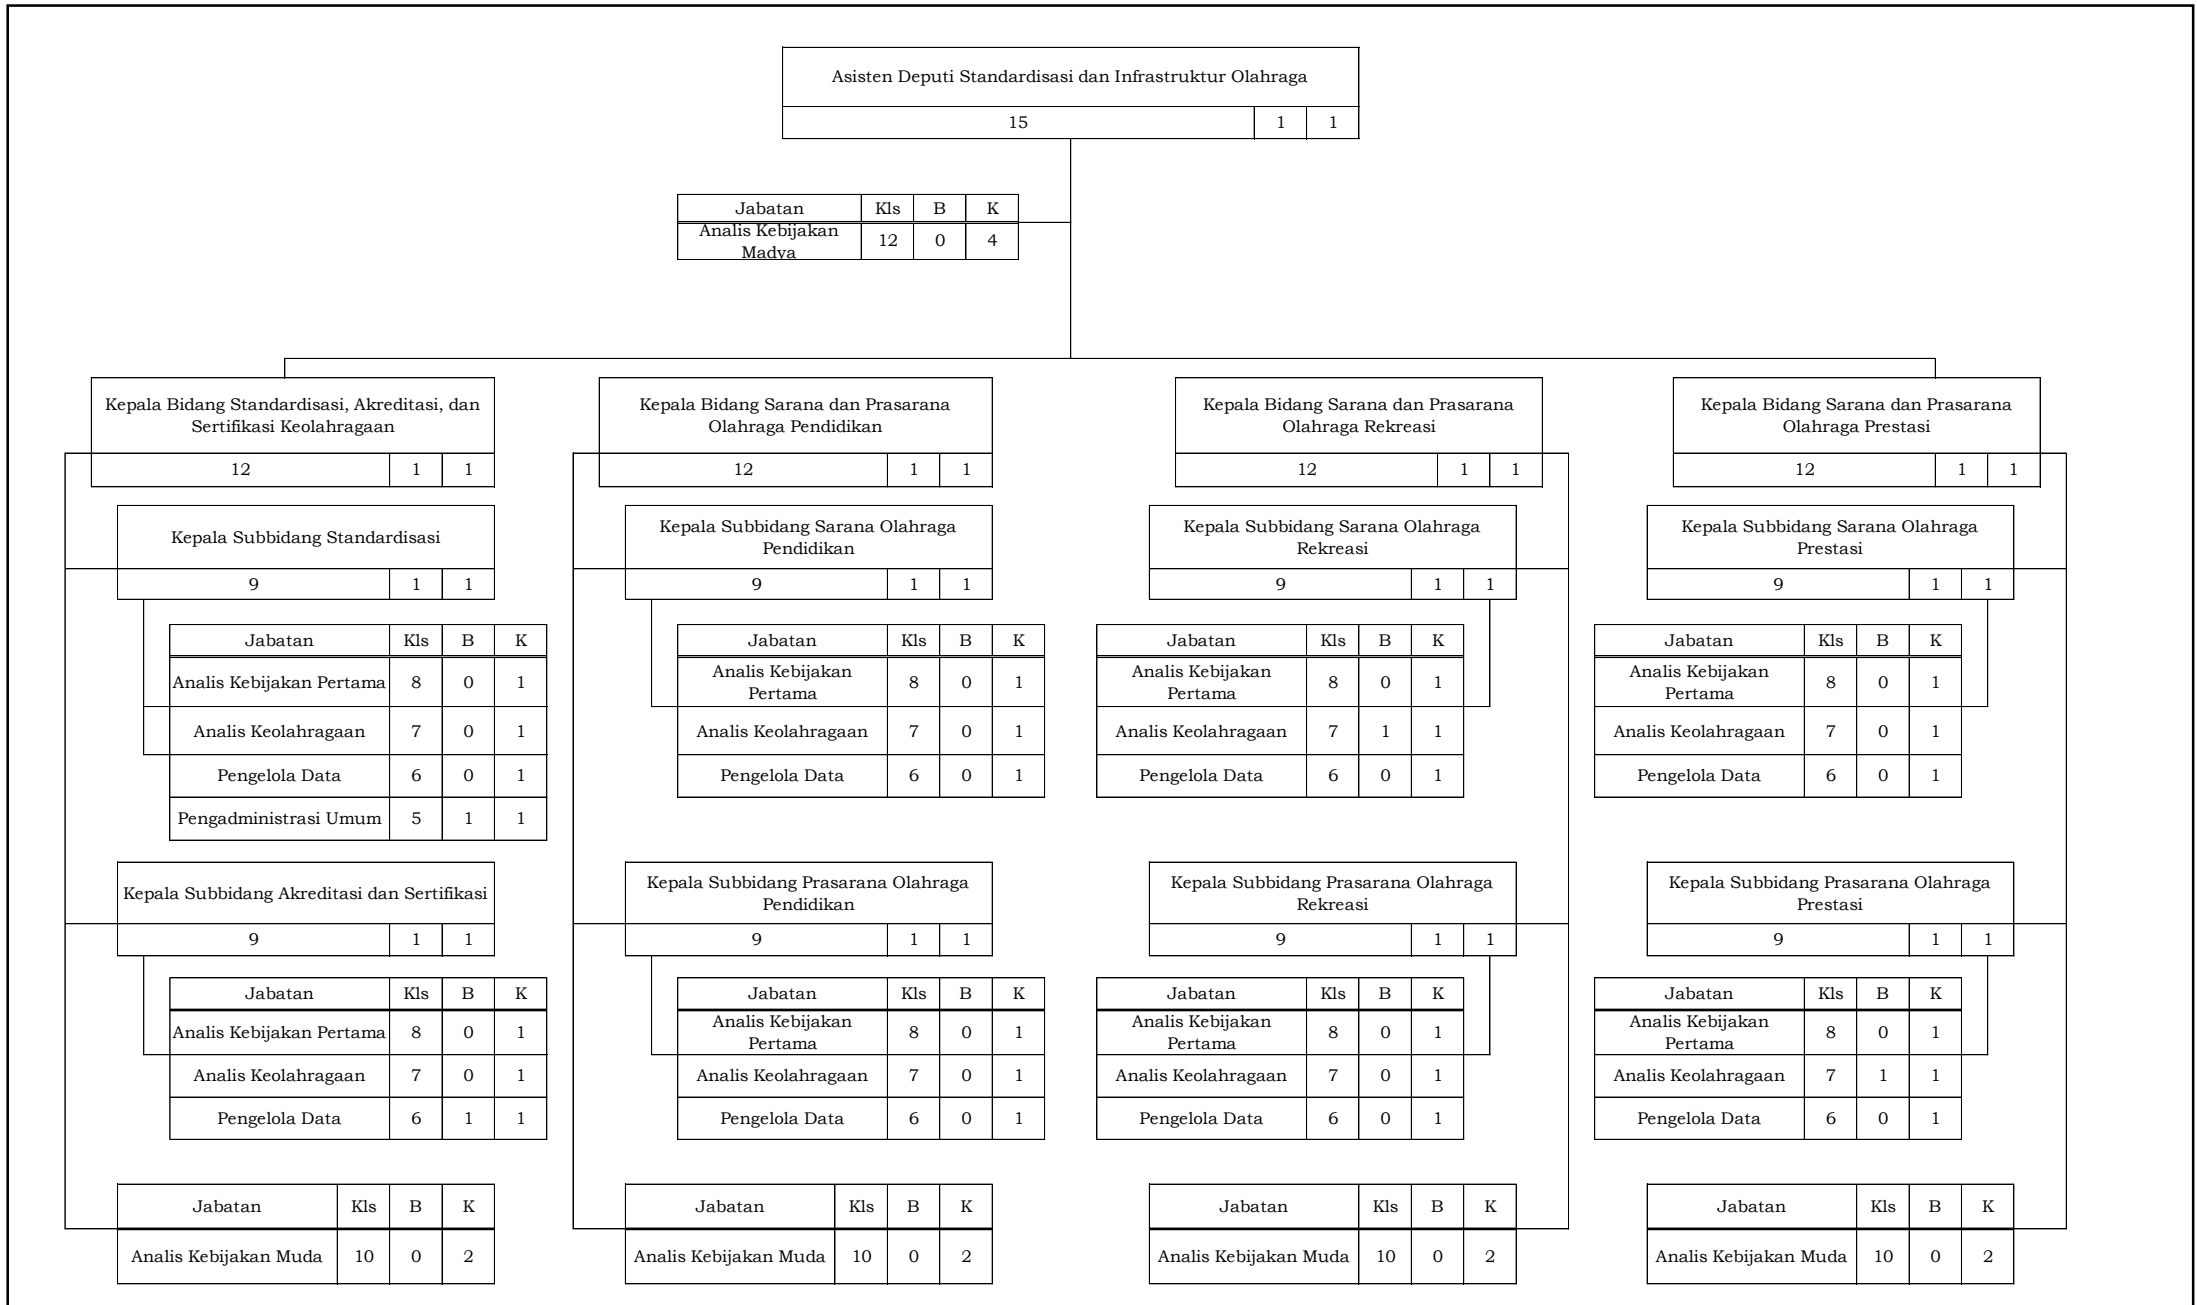 Asisten Deputi Standardisasi dan Infrastruktur Olahraga
15 1 1
Jabatan Kls B K
Analis Kebijakan
Madya 12 0 4
Kepala Bidang Standardisasi, Akreditasi, dan
Sertifikasi Keolahragaan
12 1 1
Kepala Subbidang Standardisasi
9 1 1
Jabatan Kls B K
Analis Kebijakan Pertama 8 0 1
Analis Keolahragaan 7 0 1
Pengelola Data 6 0 1
Pengadministrasi Umum 5 1 1
Kepala Subbidang Akreditasi dan Sertifikasi
9 1 1
Jabatan Kls B K
Analis Kebijakan Pertama 8 0 1
Analis Keolahragaan 7 0 1
Pengelola Data 6 1 1
Jabatan Kls B K
Analis Kebijakan Muda 10 0 2
Kepala Bidang Sarana dan Prasarana
Olahraga Pendidikan
12 1 1
Kepala Subbidang Sarana Olahraga
Pendidikan
9 1 1
Jabatan Kls B K
Analis Kebijakan
Pertama 8 0 1
Analis Keolahragaan 7 0 1
Pengelola Data 6 0 1
Kepala Subbidang Prasarana Olahraga
Pendidikan
9 1 1
Jabatan Kls B K
Analis Kebijakan
Pertama 8 0 1
Analis Keolahragaan 7 0 1
Pengelola Data 6 0 1
Jabatan Kls B K
Analis Kebijakan Muda 10 0 2
Kepala Bidang Sarana dan Prasarana
Olahraga Rekreasi
12 1 1
Kepala Subbidang Sarana Olahraga
Rekreasi
9 1 1
Jabatan Kls B K
Analis Kebijakan
Pertama 8 0 1
Analis Keolahragaan 7 1 1
Pengelola Data 6 0 1
Kepala Subbidang Prasarana Olahraga
Rekreasi
9 1 1
Jabatan Kls B K
Analis Kebijakan
Pertama 8 0 1
Analis Keolahragaan 7 0 1
Pengelola Data 6 0 1
Jabatan Kls B K
Analis Kebijakan Muda 10 0 2
Kepala Bidang Sarana dan Prasarana
Olahraga Prestasi
12 1 1
Kepala Subbidang Sarana Olahraga
Prestasi
9 1 1
Jabatan Kls B K
Analis Kebijakan
Pertama 8 0 1
Analis Keolahragaan 7 0 1
Pengelola Data 6 0 1
Kepala Subbidang Prasarana Olahraga
Prestasi
9 1 1
Jabatan Kls B K
Analis Kebijakan
Pertama 8 0 1
Analis Keolahragaan 7 1 1
Pengelola Data 6 0 1
Jabatan Kls B K
Analis Kebijakan Muda 10 0 2